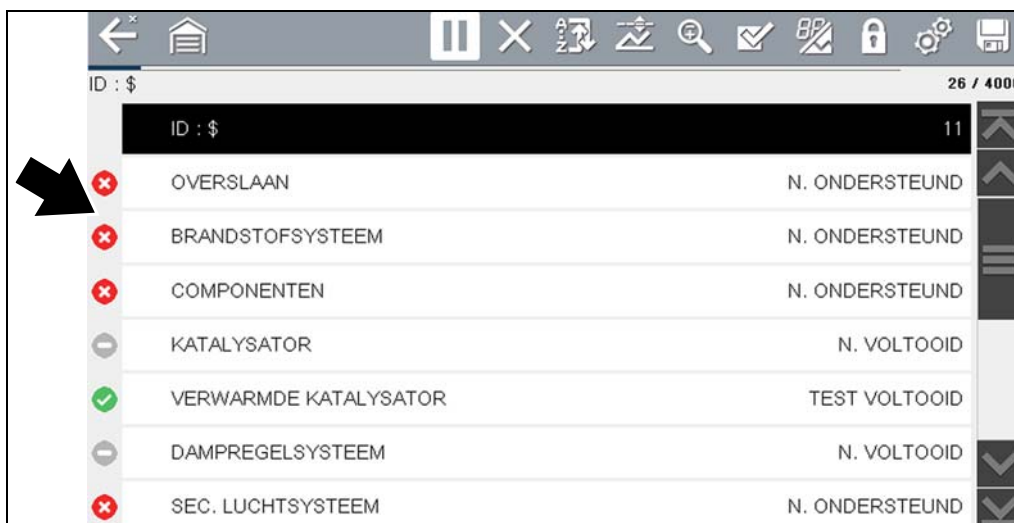 ID : $ 26 / 400
ID : $ 11
OVERSLAAN N. ONDERSTEUND
BRANDSTOFSYSTEEM N. ONDERSTEUND
COMPONENTEN N. ONDERSTEUND
KATALYSATOR N. VOLTOOID
VERWARMDE KATALYSATOR TEST VOLTOOID
DAMPREGELSYSTEEM N. VOLTOOID
SEC. LUCHTSYSTEEM N. ONDERSTEUND